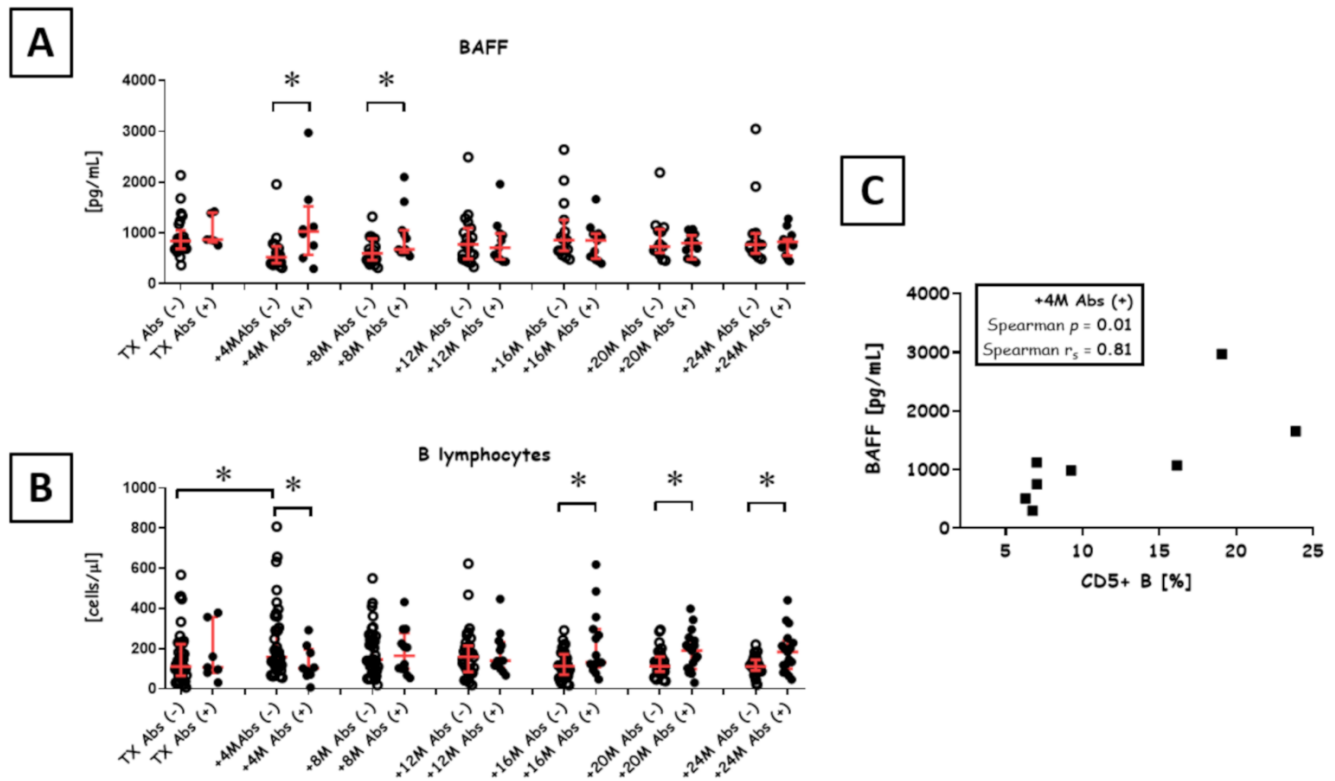 A
BAFF
4000
3000
2000
1000
0
[pg/mL]
* *
TX Abs (-)
TX Abs (+)
+4MAbs (-)
+4M Abs (+)
+8M Abs (-)
+8M Abs (+)
+12M Abs (-)
+12M Abs (+)
+16M Abs (-)
+16M Abs (+)
+20M Abs (-)
+20M Abs (+)
+24M Abs (-)
+24M Abs (+)
B
B lymphocytes
1000
800
600
400
200
0
[cells/µl]
* * * * *
TX Abs (-)
TX Abs (+)
+4MAbs (-)
+4M Abs (+)
+8M Abs (-)
+8M Abs (+)
+12M Abs (-)
+12M Abs (+)
+16M Abs (-)
+16M Abs (+)
+20M Abs (-)
+20M Abs (+)
+24M Abs (-)
+24M Abs (+)
C
+4M Abs (+)
Spearman p = 0.01
Spearman rs = 0.81
4000
3000
2000
1000
0
BAFF [pg/mL]
5 10 15 20 25
CD5+ B [%]